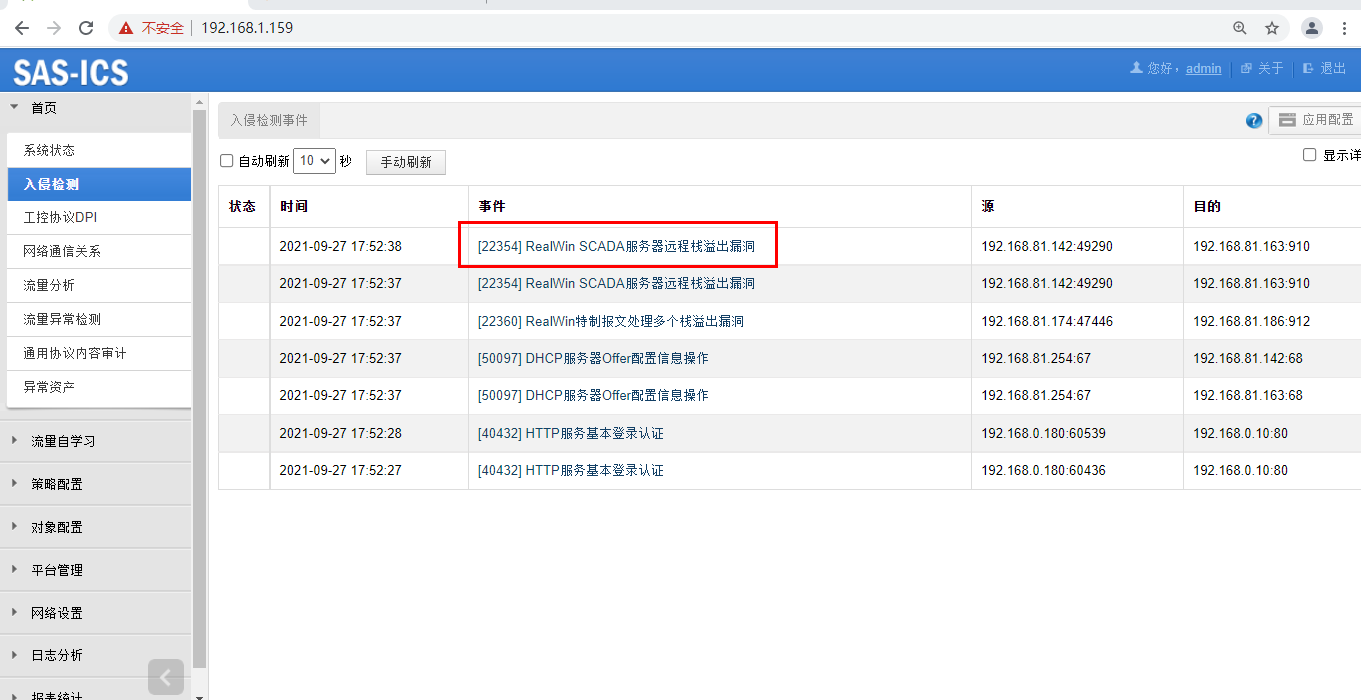 不安全 192.168.1.159
SAS-ICS
您好， admin 关于 退出
首页
系统状态
入侵检测
工控协议DPI
网络通信关系
流量分析
流量异常检测
通用协议内容审计
异常资产
流量自学习
策略配置
对象配置
平台管理
网络设置
日志分析
报表统计
入侵检测事件
? 应用配置
自动刷新 10 秒 手动刷新
显示详
状态 时间 事件 源 目的
2021-09-27 17:52:38 [22354] RealWin SCADA服务器远程栈溢出漏洞 192.168.81.142:49290 192.168.81.163:910
2021-09-27 17:52:37 [22354] RealWin SCADA服务器远程栈溢出漏洞 192.168.81.142:49290 192.168.81.163:910
2021-09-27 17:52:37 [22360] RealWin特制报文处理多个栈溢出漏洞 192.168.81.174:47446 192.168.81.186:912
2021-09-27 17:52:37 [50097] DHCP服务器Offer配置信息操作 192.168.81.254:67 192.168.81.142:68
2021-09-27 17:52:37 [50097] DHCP服务器Offer配置信息操作 192.168.81.254:67 192.168.81.163:68
2021-09-27 17:52:28 [40432] HTTP服务基本登录认证 192.168.0.180:60539 192.168.0.10:80
2021-09-27 17:52:27 [40432] HTTP服务基本登录认证 192.168.0.180:60436 192.168.0.10:80